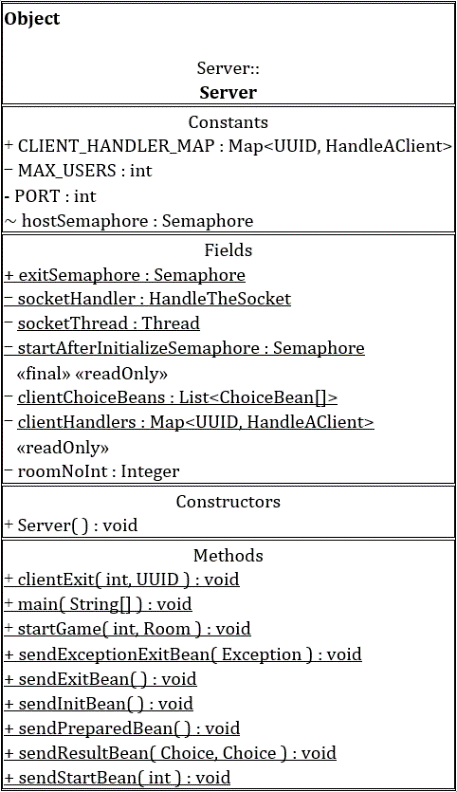 Object
Server::
Server
Constants
+ CLIENT_HANDLER_MAP : Map<UUID, HandleAClient>
− MAX_USERS : int
- PORT : int
~ hostSemaphore : Semaphore
Fields
+ exitSemaphore : Semaphore
− socketHandler : HandleTheSocket
− socketThread : Thread
− startAfterInitializeSemaphore : Semaphore
«final» «readOnly»
− clientChoiceBeans : List<ChoiceBean[]>
− clientHandlers : Map<UUID, HandleAClient>
«readOnly»
− roomNoInt : Integer
Constructors
+ Server( ) : void
Methods
+ clientExit( int, UUID ) : void
+ main( String[] ) : void
+ startGame( int, Room ) : void
+ sendExceptionExitBean( Exception ) : void
+ sendExitBean( ) : void
+ sendInitBean( ) : void
+ sendPreparedBean( ) : void
+ sendResultBean( Choice, Choice ) : void
+ sendStartBean( int ) : void